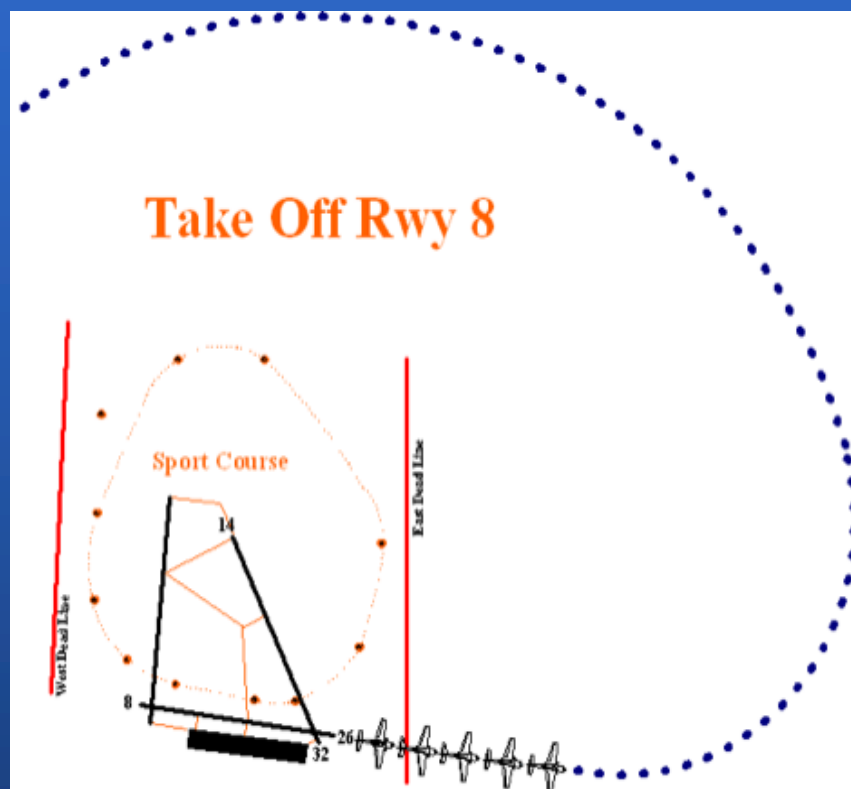 Take Off Rwy 8
Sport Course
14
East Dead Line
West Dead Line
8
26
32